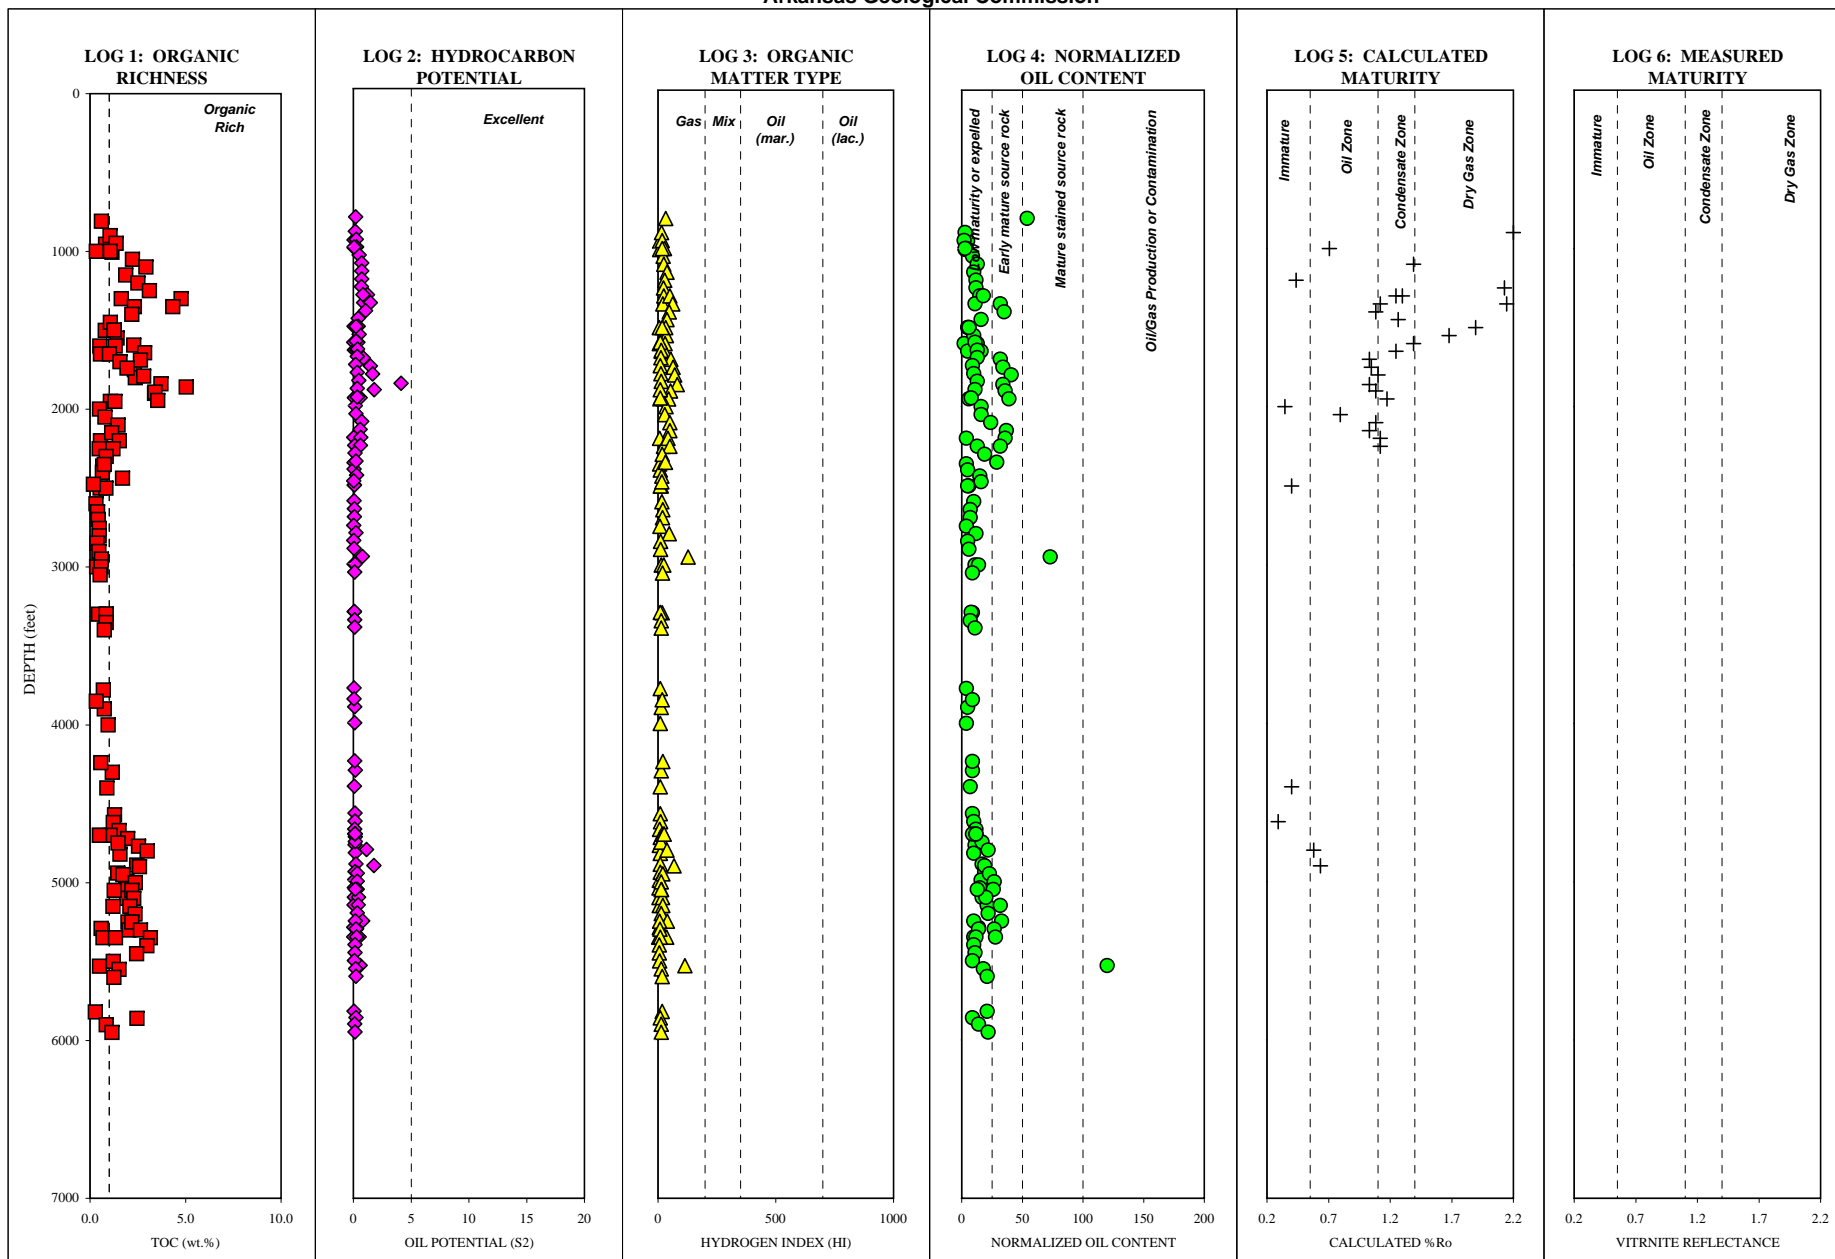 Arkansas Geological Commission
LOG 1: ORGANIC
RICHNESS
LOG 2: HYDROCARBON
POTENTIAL
LOG 3: ORGANIC
MATTER TYPE
LOG 4: NORMALIZED
OIL CONTENT
LOG 5: CALCULATED
MATURITY
LOG 6: MEASURED
MATURITY
Organic
Rich
Excellent
Gas
Mix
Oil
(mar.)
Oil
(lac.)
maturity or expelled
Early mature source rock
Mature stained source rock
Oil/Gas Production or Contamination
Immature
Oil Zone
Condensate Zone
Dry Gas Zone
Immature
Oil Zone
Condensate Zone
Dry Gas Zone
DEPTH (feet)
0
1000
2000
3000
4000
5000
6000
7000
0.0 5.0 10.0
TOC (wt.%)
0 5 10 15 20
OIL POTENTIAL (S2)
0 500 1000
HYDROGEN INDEX (HI)
0 50 100 150 200
NORMALIZED OIL CONTENT
0.2 0.7 1.2 1.7 2.2
CALCULATED %Ro
0.2 0.7 1.2 1.7 2.2
VITRNITE REFLECTANCE